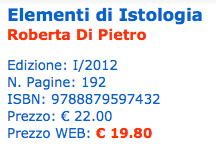 Elementi di Istologia
Roberta Di Pietro
Edizione: I/2012
N. Pagine: 192
ISBN: 9788879597432
Prezzo: € 22.00
Prezzo WEB: € 19.80